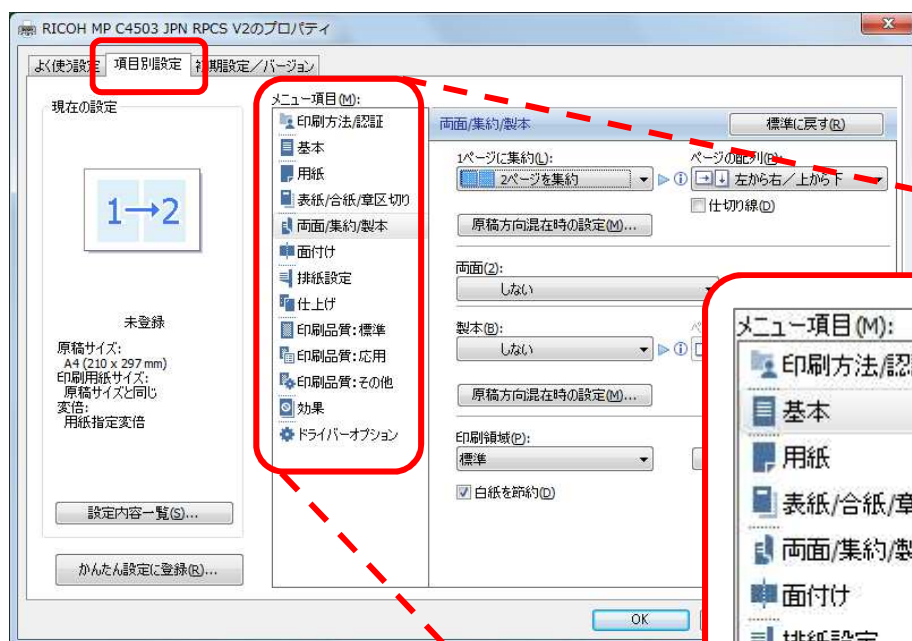 RICOH MP C4503 JPN RPCS V2のプロパティ
よく使う設定 項目別設定 初期設定／バージョン
現在の設定
1→2
未登録
原稿サイズ:
A4 (210 x 297 mm)
印刷用紙サイズ:
原稿サイズと同じ
変倍:
用紙指定変倍
設定内容一覧(S)...
かんたん設定に登録(R)...
メニュー項目(M):
印刷方法/認証
基本
用紙
表紙/合紙/章区切り
両面/集約/製本
面付け
排紙設定
仕上げ
印刷品質:標準
印刷品質:応用
印刷品質:その他
効果
ドライバーオプション
両面/集約/製本
標準に戻す(R)
1ページに集約(L):
2ページを集約
ページの配列(R):
左から右／上から下
仕切り線(D)
原稿方向混在時の設定(M)...
両面(2):
しない
製本(B):
しない
原稿方向混在時の設定(M)...
印刷領域(P):
標準
白紙を節約(D)
OK
メニュー項目(M):
印刷方法/認
基本
用紙
表紙/合紙/章
両面/集約/製
面付け
排紙設定